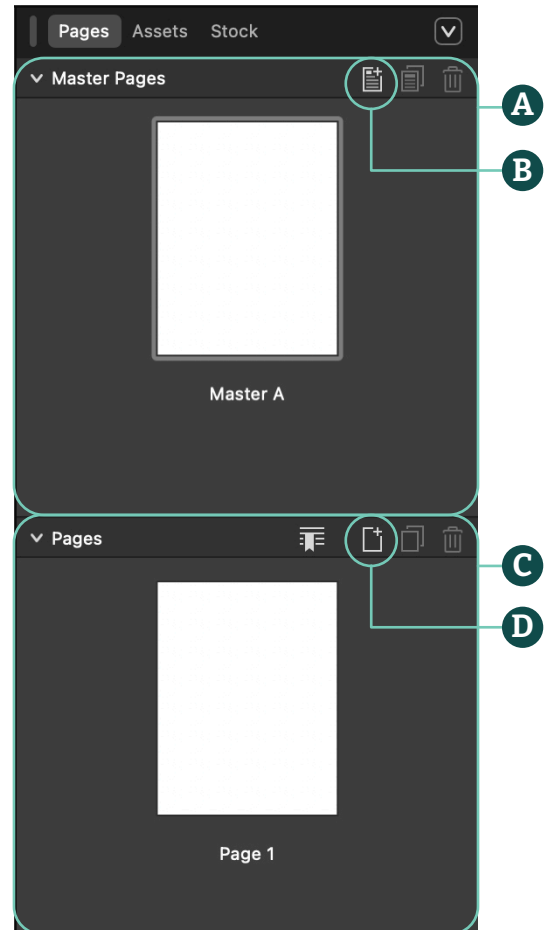 Pages Assets Stock
Master Pages
A
B
Master A
Pages
C
D
Page 1